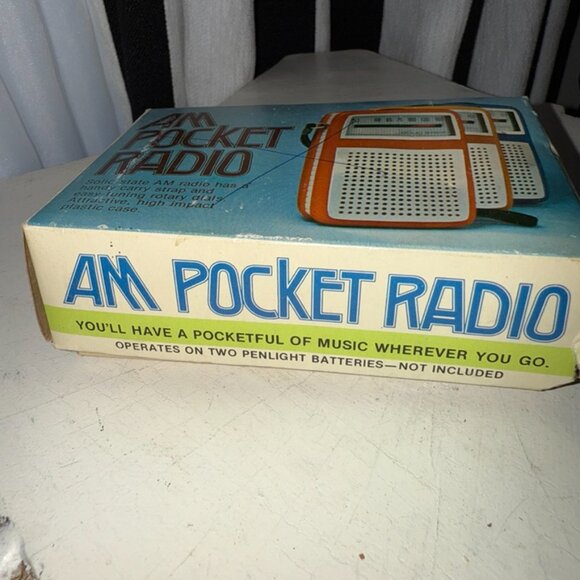 AM
POCKET
RADIO
Solid state AM radio has a
handy carry strap and
easy tuning rotary dials.
Attractive, high impact
plastic case.
AM POCKET RADIO
YOU'LL HAVE A POCKETFUL OF MUSIC WHEREVER YOU GO.
OPERATES ON TWO PENLIGHT BATTERIES—NOT INCLUDED